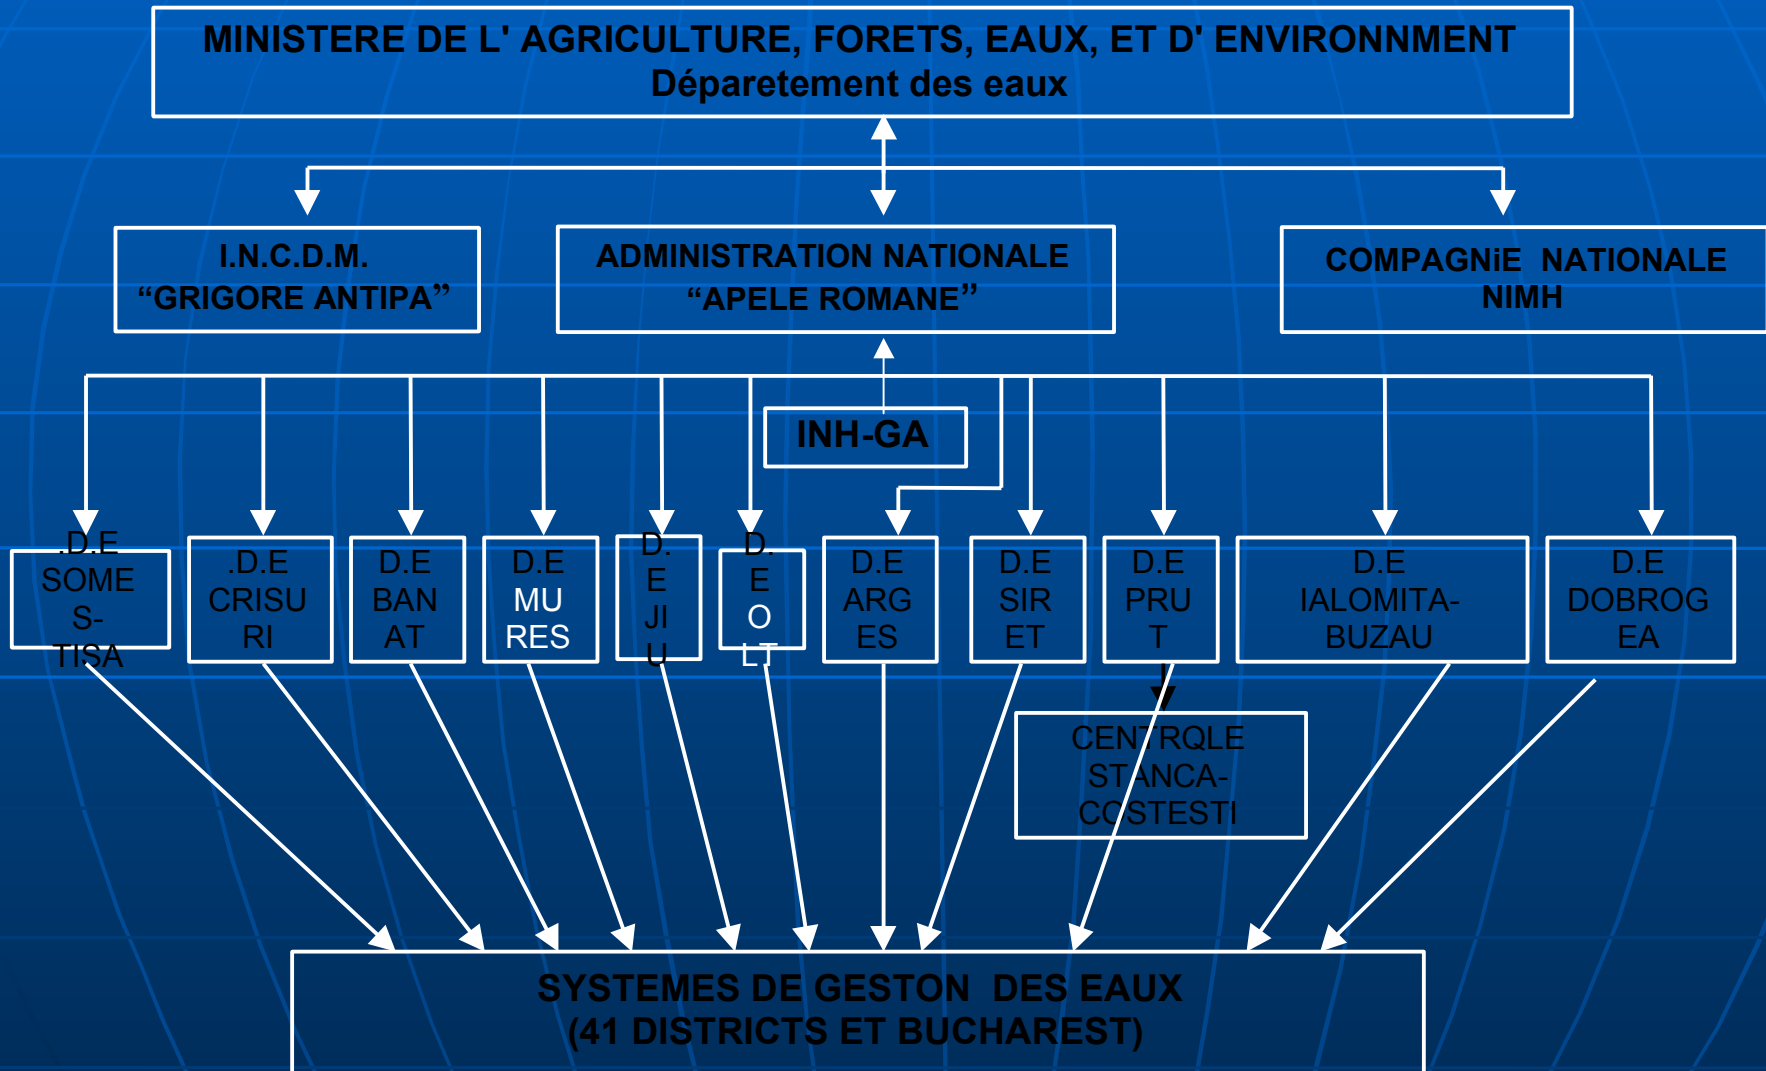 MINISTERE DE L' AGRICULTURE, FORETS, EAUX, ET D' ENVIRONNMENT
Déparetement des eaux
I.N.C.D.M.
“GRIGORE ANTIPA”
ADMINISTRATION NATIONALE
“APELE ROMANE”
COMPAGNiE NATIONALE
NIMH
INH-GA
.D.E
SOME
S-
TISA
.D.E
CRISU
RI
D.E
BAN
AT
D.E
MU
RES
D.
E
JI
U
D.
E
O
LT
D.E
ARG
ES
D.E
SIR
ET
D.E
PRU
T
D.E
IALOMITA-
BUZAU
D.E
DOBROG
EA
CENTRQLE
STANCA-
COSTESTI
SYSTEMES DE GESTON DES EAUX
(41 DISTRICTS ET BUCHAREST)